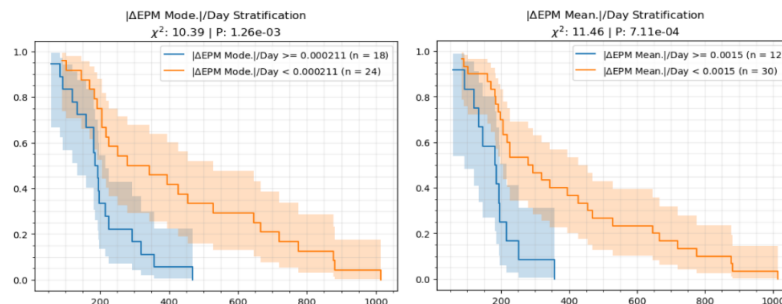 |ΔEPM Mode.|/Day Stratification
χ²: 10.39 | P: 1.26e-03
|ΔEPM Mode.|/Day >= 0.000211 (n = 18)
|ΔEPM Mode.|/Day < 0.000211 (n = 24)
1.0
0.8
0.6
0.4
0.2
0.0
200
400
600
800
1000
|ΔEPM Mean.|/Day Stratification
χ²: 11.46 | P: 7.11e-04
|ΔEPM Mean.|/Day >= 0.0015 (n = 12
|ΔEPM Mean.|/Day < 0.0015 (n = 30)
1.0
0.8
0.6
0.4
0.2
0.0
200
400
600
800
1000